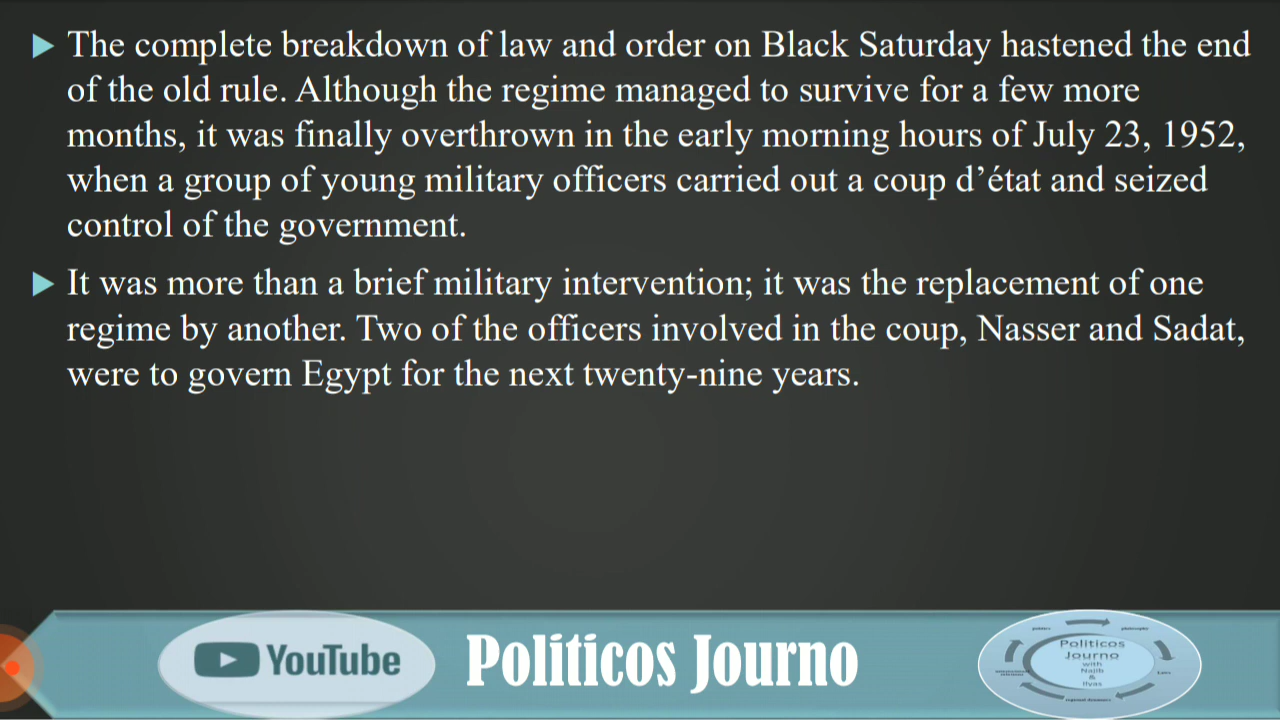 The complete breakdown of law and order on Black Saturday hastened the end
of the old rule. Although the regime managed to survive for a few more
months, it was finally overthrown in the early morning hours of July 23, 1952,
when a group of young military officers carried out a coup d’état and seized
control of the government.
It was more than a brief military intervention; it was the replacement of one
regime by another. Two of the officers involved in the coup, Nasser and Sadat,
were to govern Egypt for the next twenty-nine years.
YouTube
Politicos Journo
Politicos
Journo
with
Najib
&
Ilyas